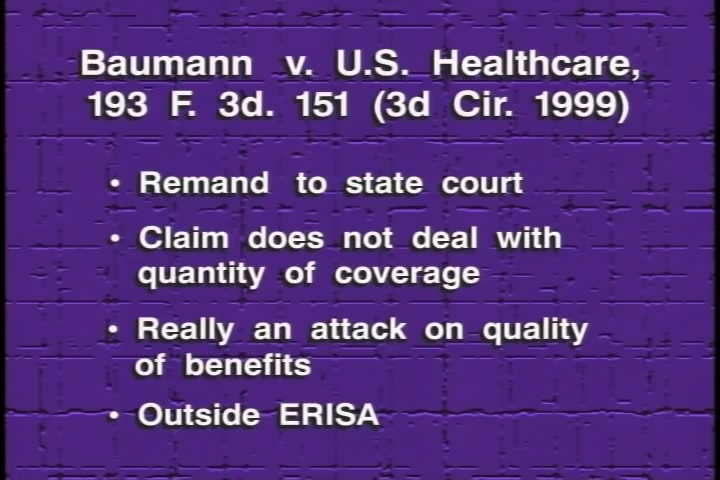 Baumann v. U.S. Healthcare,
193 F. 3d. 151 (3d Cir. 1999)
• Remand to state court
• Claim does not deal with
quantity of coverage
• Really an attack on quality
of benefits
• Outside ERISA